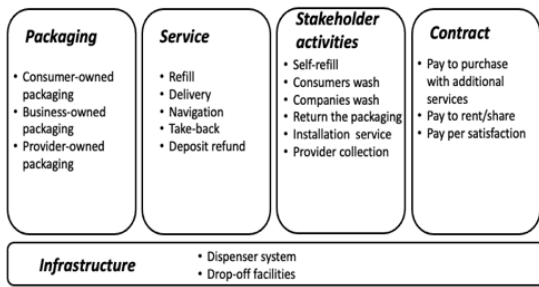 Packaging
• Consumer-owned
packaging
• Business-owned
packaging
• Provider-owned
packaging
Service
• Refill
• Delivery
• Navigation
• Take-back
• Deposit refund
Stakeholder
activities
• Self-refill
• Consumers wash
• Companies wash
• Return the packaging
• Installation service
• Provider collection
Contract
• Pay to purchase
with additional
services
• Pay to rent/share
• Pay per satisfaction
Infrastructure
• Dispenser system
• Drop-off facilities